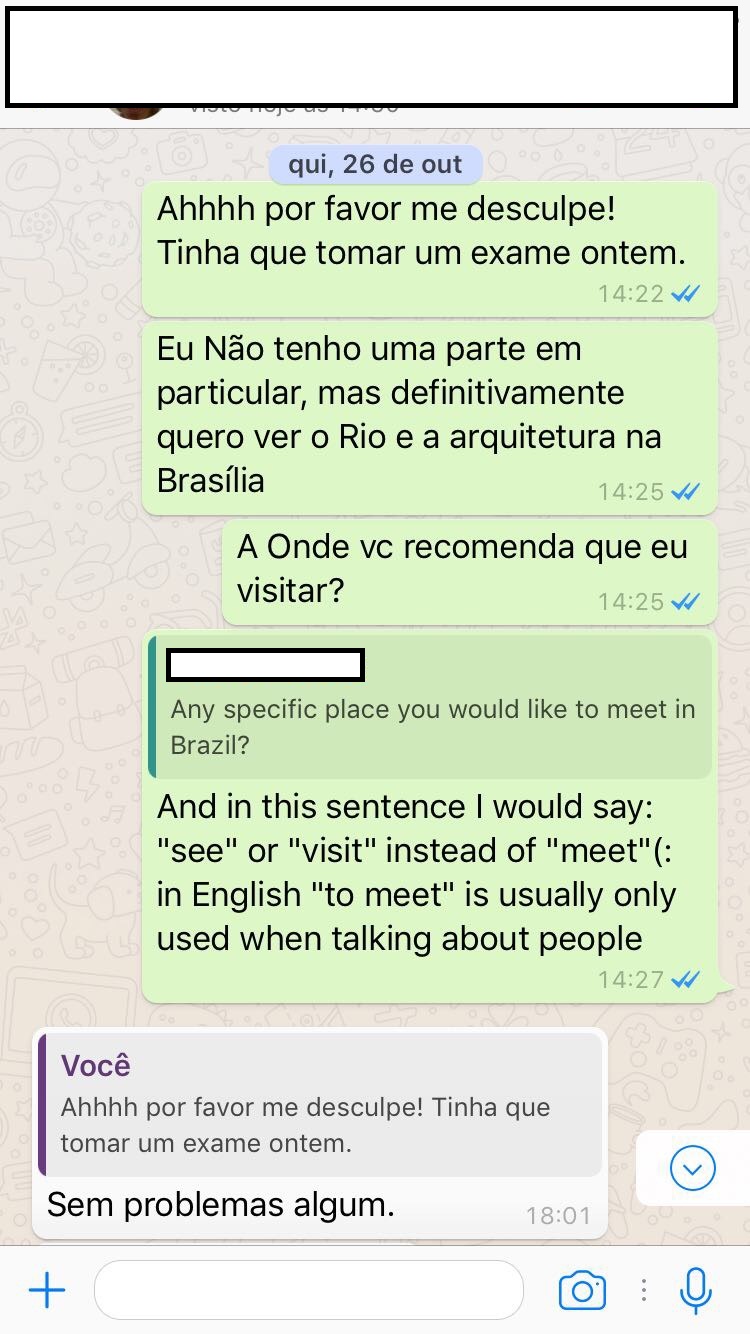 qui, 26 de out
Ahhhh por favor me desculpe!
Tinha que tomar um exame ontem.
14:22
Eu Não tenho uma parte em
particular, mas definitivamente
quero ver o Rio e a arquitetura na
Brasília
14:25
A Onde vc recomenda que eu
visitar?
14:25
Any specific place you would like to meet in
Brazil?
And in this sentence I would say:
"see" or "visit" instead of "meet"(:
in English "to meet" is usually only
used when talking about people
14:27
Você
Ahhhh por favor me desculpe! Tinha que
tomar um exame ontem.
Sem problemas algum.
18:01